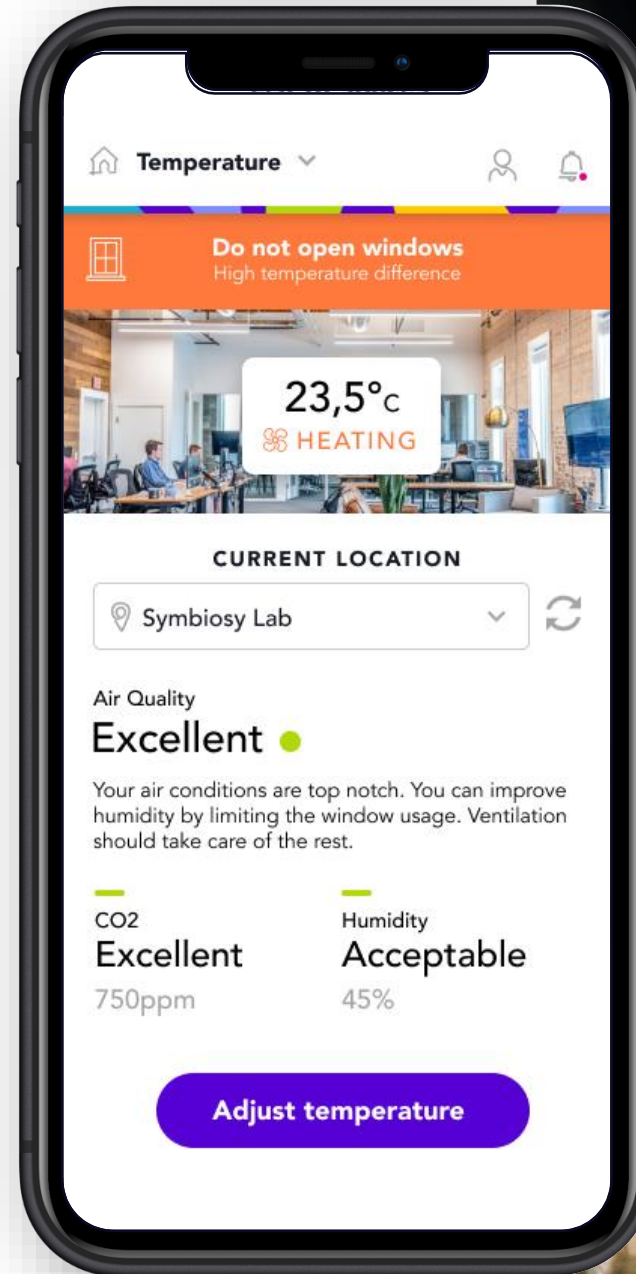 Temperature
Do not open windows
High temperature difference
23,5°c
HEATING
CURRENT LOCATION
Symbiosy Lab
Air Quality
Excellent
Your air conditions are top notch. You can improve
humidity by limiting the window usage. Ventilation
should take care of the rest.
CO2
Excellent
750ppm
Humidity
Acceptable
45%
Adjust temperature